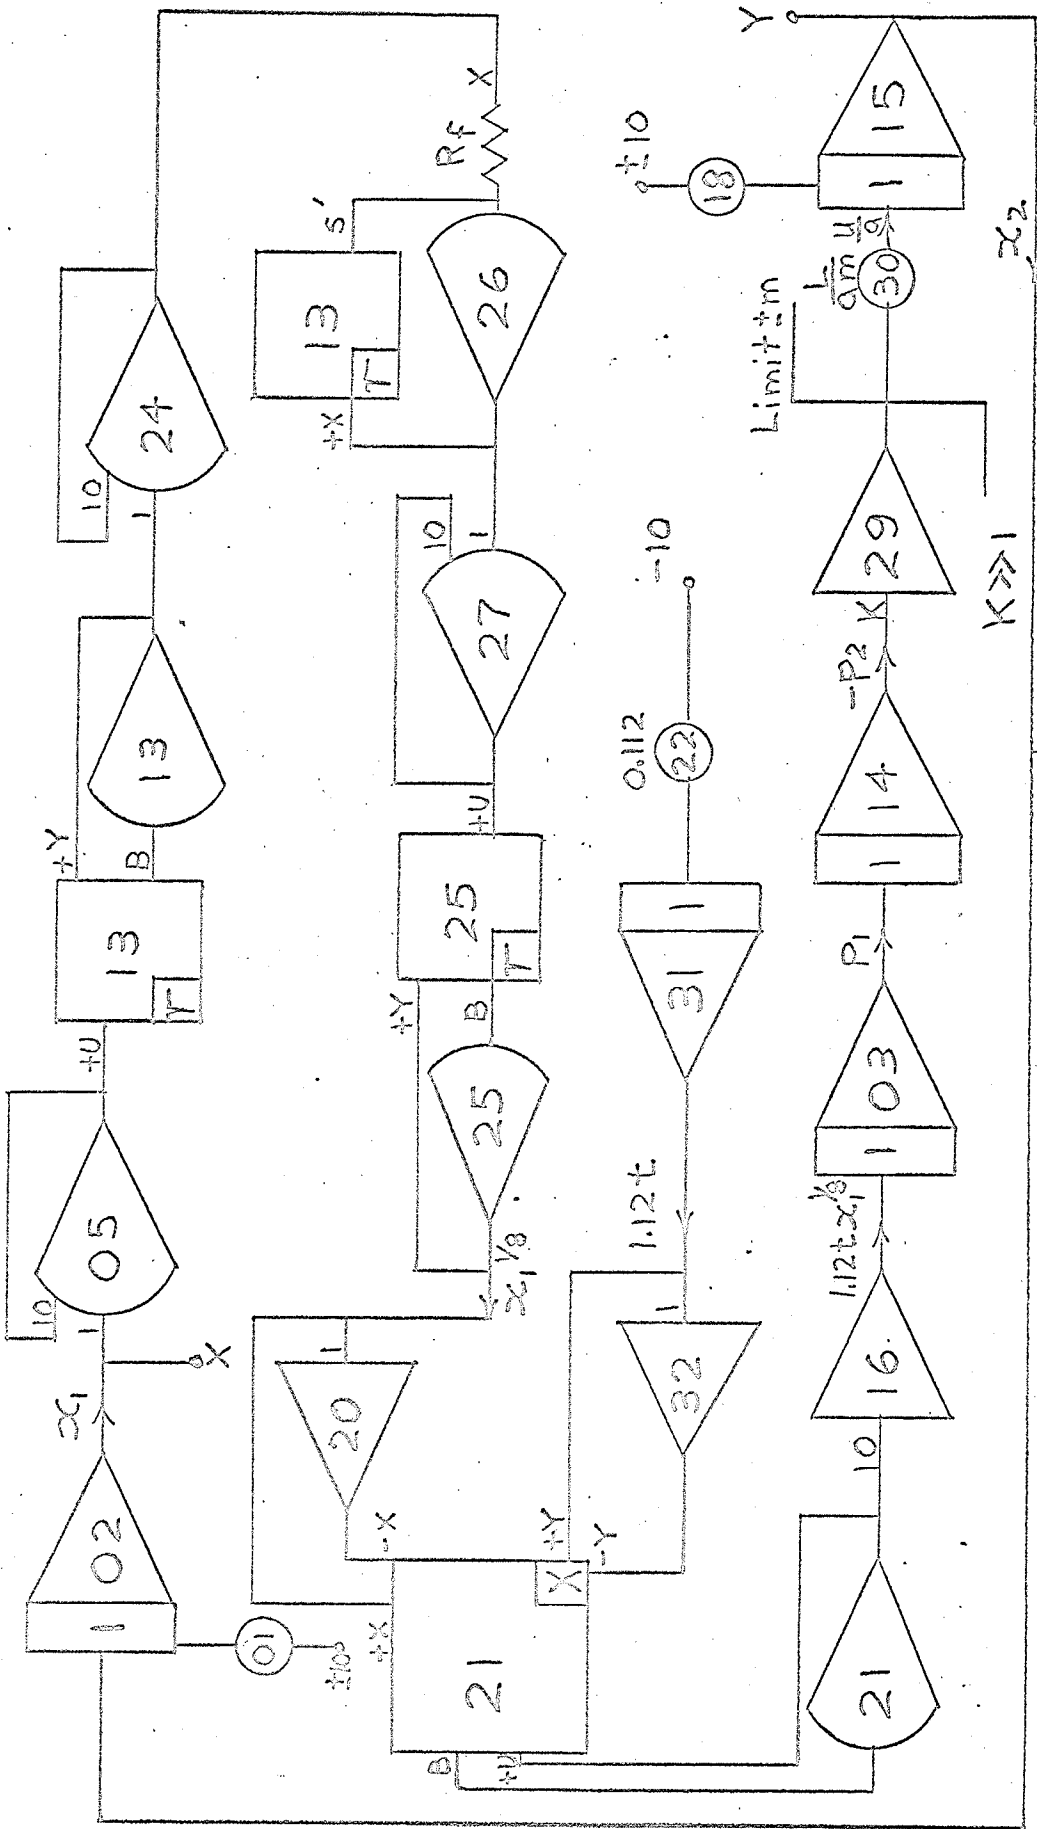 1
02
01
±10
x₁
X
10
1
05
+U
13
Γ
+Y
B
13
10
1
24
X
Rf
S'
13
Γ
+X
26
10
1
27
+U
25
Γ
+Y
B
25
x₁^1/8
1
20
-X
+X
21
X
+Y
-Y
B
+U
0.112
22
-10
1
31
1.12t
1
32
21
10
16
1.12tx₁^1/8
1
03
P₁
1
14
-P₂
K
29
K>>1
Limit ±m
L/am
30
u/a
1
15
18
±10
Y
x₂